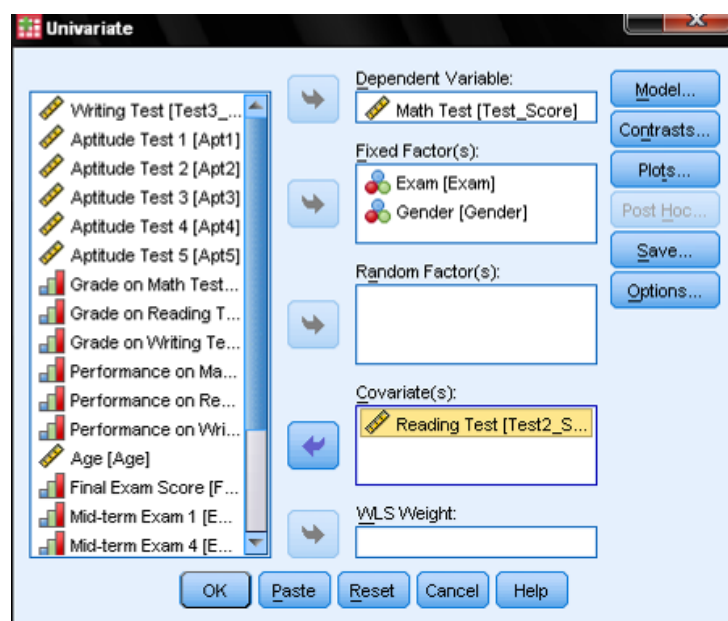 Univariate
Writing Test [Test3_...
Aptitude Test 1 [Apt1]
Aptitude Test 2 [Apt2]
Aptitude Test 3 [Apt3]
Aptitude Test 4 [Apt4]
Aptitude Test 5 [Apt5]
Grade on Math Test...
Grade on Reading T...
Grade on Writing Te...
Performance on Ma...
Performance on Re...
Performance on Wri...
Age [Age]
Final Exam Score [F...
Mid-term Exam 1 [E...
Mid-term Exam 4 [E...
Dependent Variable:
Math Test [Test_Score]
Fixed Factor(s):
Exam [Exam]
Gender [Gender]
Random Factor(s):
Covariate(s):
Reading Test [Test2_S...
WLS Weight:
Model...
Contrasts...
Plots...
Post Hoc...
Save...
Options...
OK
Paste
Reset
Cancel
Help